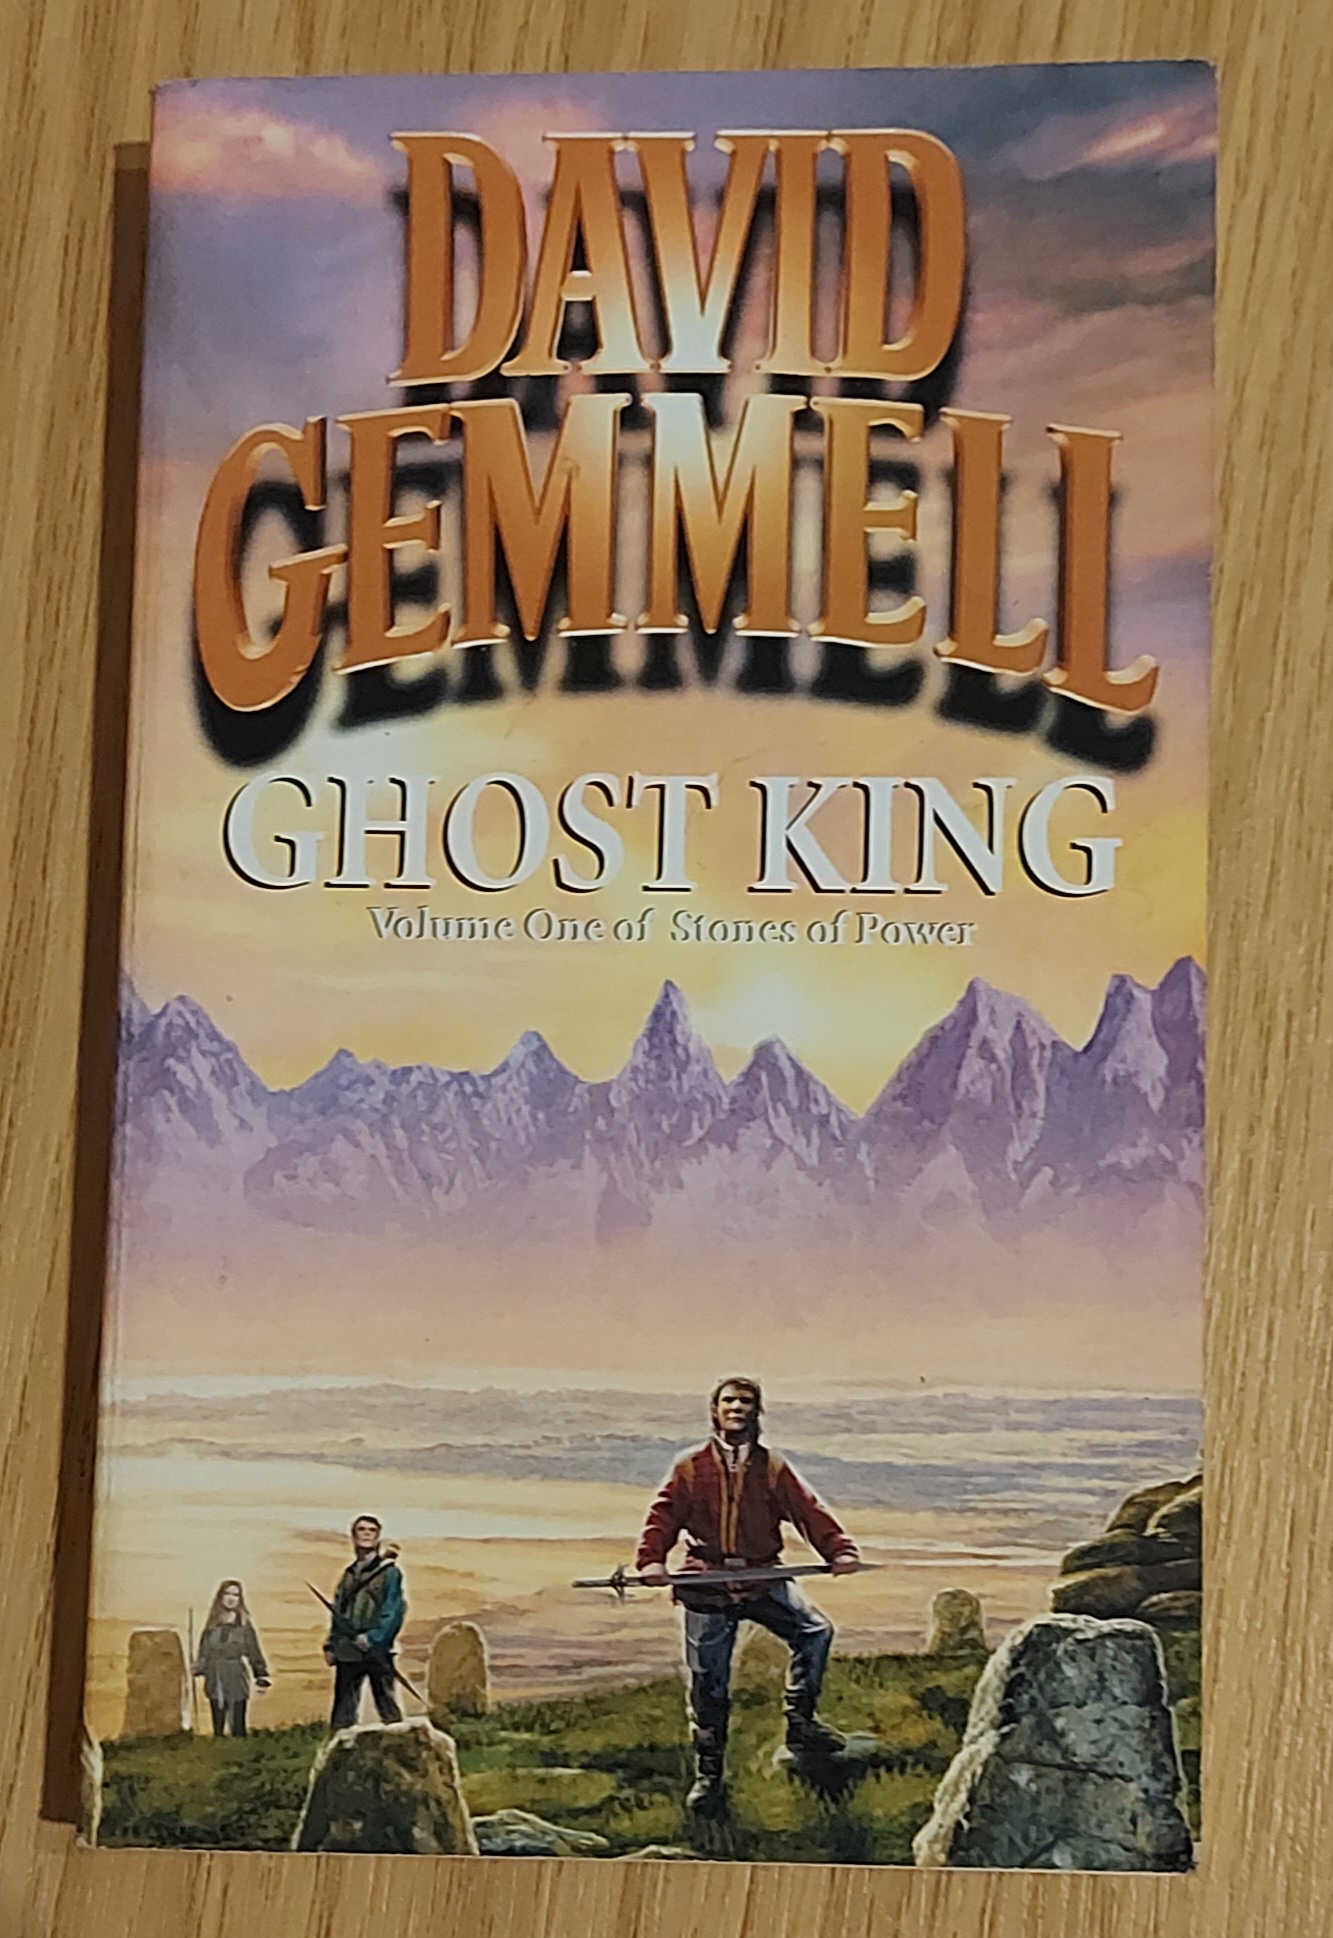 DAVID
GEMMELL
GHOST KING
Volume One of Stones of Power